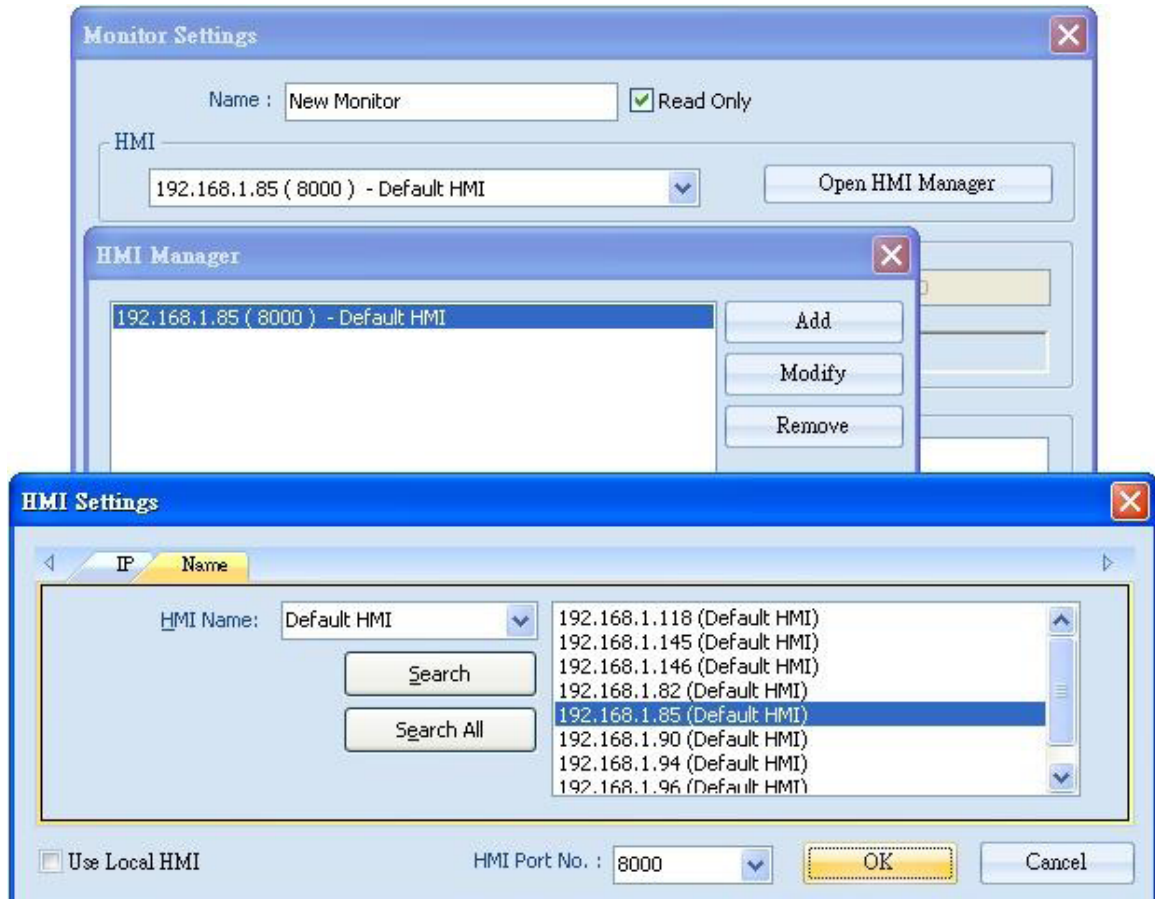 Monitor Settings
Name : New Monitor Read Only
HMI
192.168.1.85 ( 8000 ) - Default HMI Open HMI Manager
HMI Manager
192.168.1.85 ( 8000 ) - Default HMI
Add
Modify
Remove
HMI Settings
IP Name
HMI Name: Default HMI
Search
Search All
192.168.1.118 (Default HMI)
192.168.1.145 (Default HMI)
192.168.1.146 (Default HMI)
192.168.1.82 (Default HMI)
192.168.1.85 (Default HMI)
192.168.1.90 (Default HMI)
192.168.1.94 (Default HMI)
192.168.1.96 (Default HMI)
Use Local HMI HMI Port No. : 8000 OK Cancel